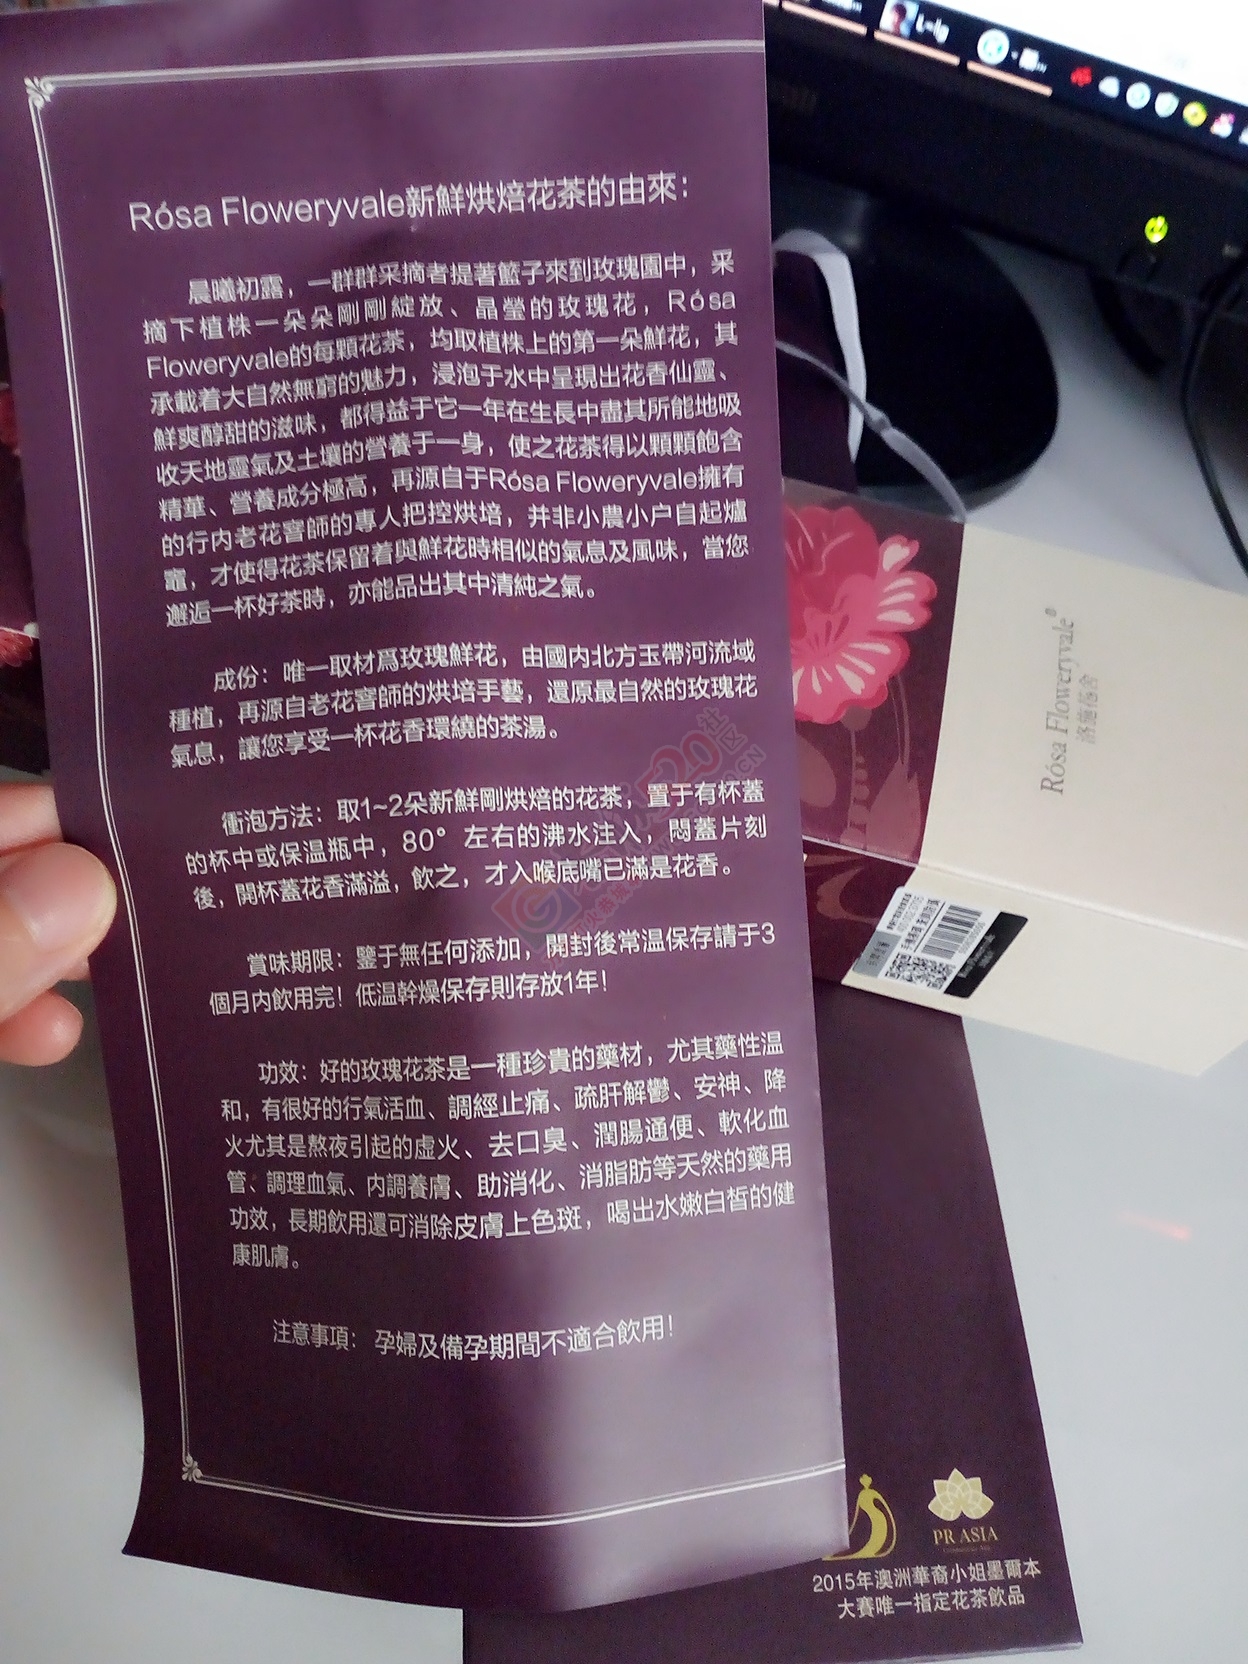 Rósa Floweryvale新鮮烘焙花茶的由來：
晨曦初露，一群群采摘者提著籃子來到玫瑰園中，采
摘下植株一朵朵剛剛綻放、晶瑩的玫瑰花，Rósa
Floweryvale的每顆花茶，均取植株上的第一朵鮮花，其
承載着大自然無窮的魅力，浸泡于水中呈現出花香仙靈、
鮮爽醇甜的滋味，都得益于它一年在生長中盡其所能地吸
收天地靈氣及土壤的營養于一身，使之花茶得以顆顆飽含
精華、營養成分極高，再源自于Rósa Floweryvale擁有
的行内老花窨師的專人把控烘培，并非小農小户自起爐
竈，才使得花茶保留着與鮮花時相似的氣息及風味，當您
邂逅一杯好茶時，亦能品出其中清純之氣。
成份：唯一取材爲玫瑰鮮花，由國内北方玉帶河流域
種植，再源自老花窨師的烘培手藝，還原最自然的玫瑰花
氣息，讓您享受一杯花香環繞的茶湯。
衝泡方法：取1~2朵新鮮剛烘焙的花茶，置于有杯蓋
的杯中或保温瓶中，80°左右的沸水注入，悶蓋片刻
後，開杯蓋花香滿溢，飲之，才入喉底嘴已滿是花香。
賞味期限：鑒于無任何添加，開封後常温保存請于3
個月内飲用完！低温幹燥保存則存放1年！
功效：好的玫瑰花茶是一種珍貴的藥材，尤其藥性温
和，有很好的行氣活血、調經止痛、疏肝解鬱、安神、降
火尤其是熬夜引起的虚火、去口臭、潤腸通便、軟化血
管、調理血氣、内調養膚、助消化、消脂肪等天然的藥用
功效，長期飲用還可消除皮膚上色斑，喝出水嫩白皙的健
康肌膚。
注意事項：孕婦及備孕期間不適合飲用！
Rósa Floweryvale®
洛施花舍
PR ASIA
2015年澳洲華裔小姐墨爾本
大賽唯一指定花茶飲品